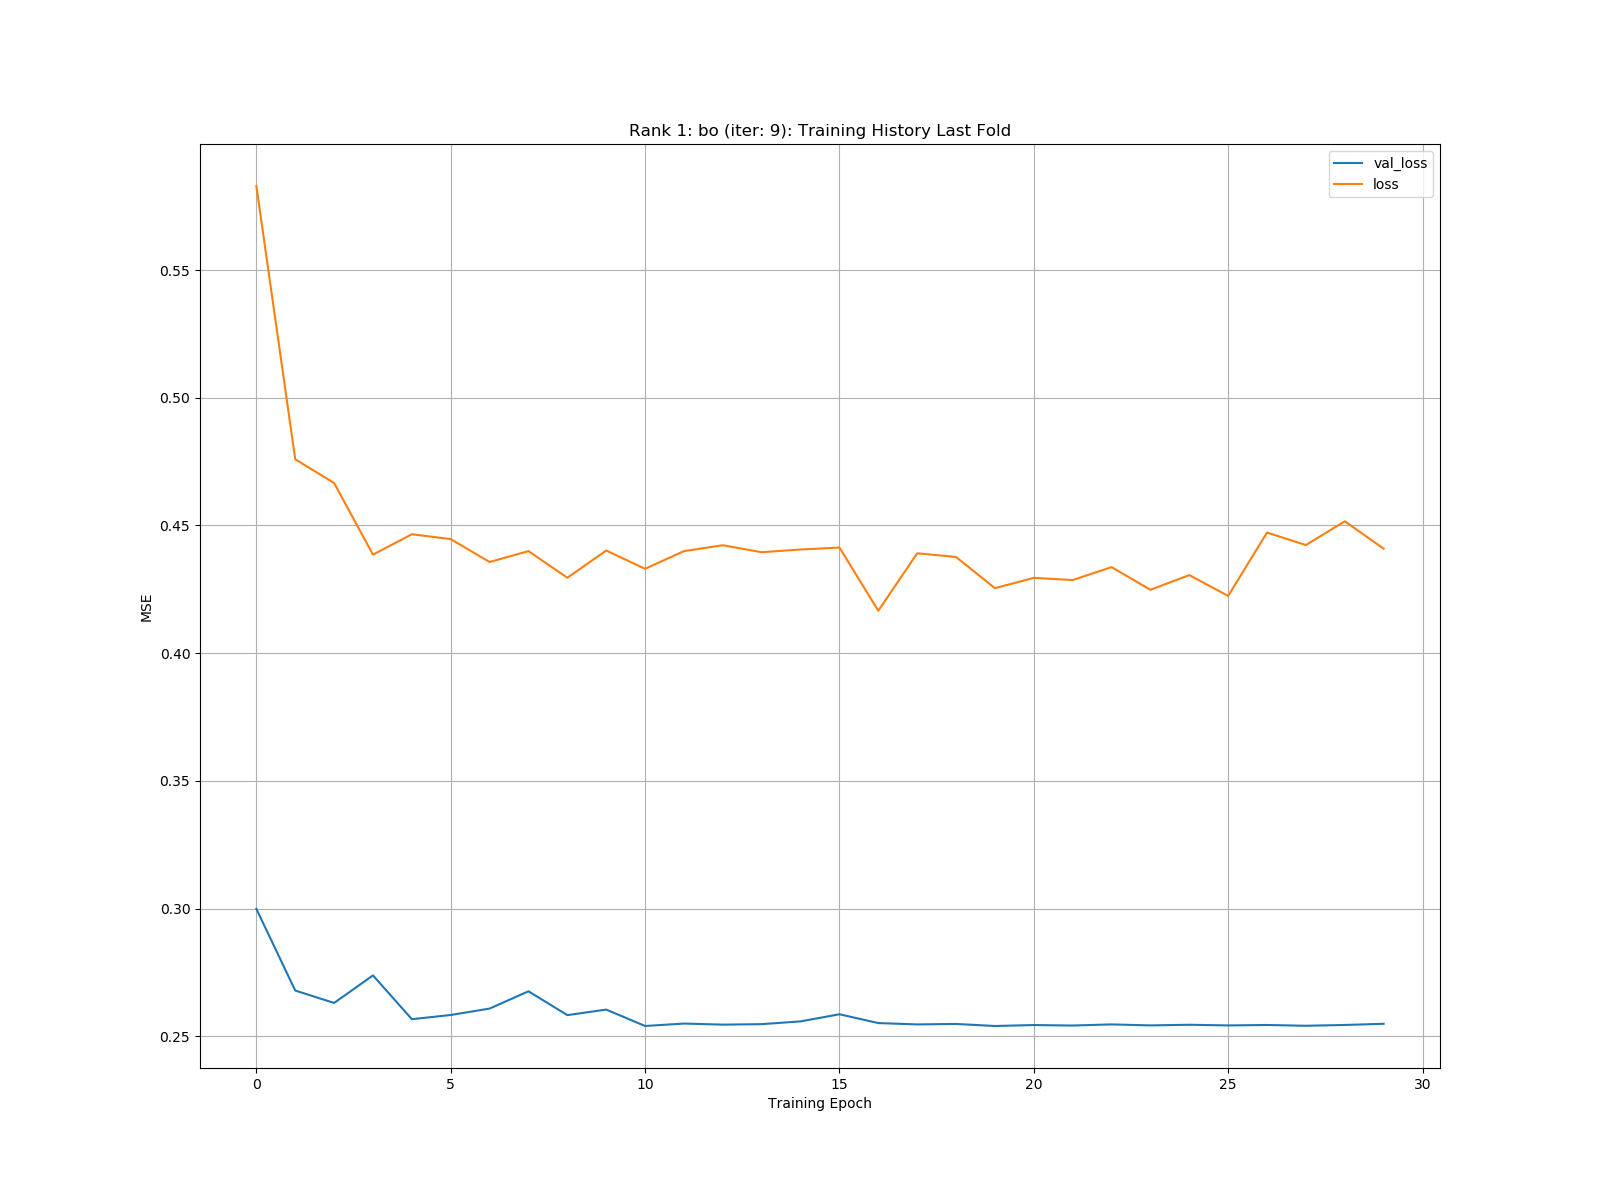 Rank 1: bo (iter: 9): Training History Last Fold
val_loss
loss
0.55
0.50
0.45
0.40
0.35
0.30
0.25
MSE
0 5 10 15 20 25 30
Training Epoch